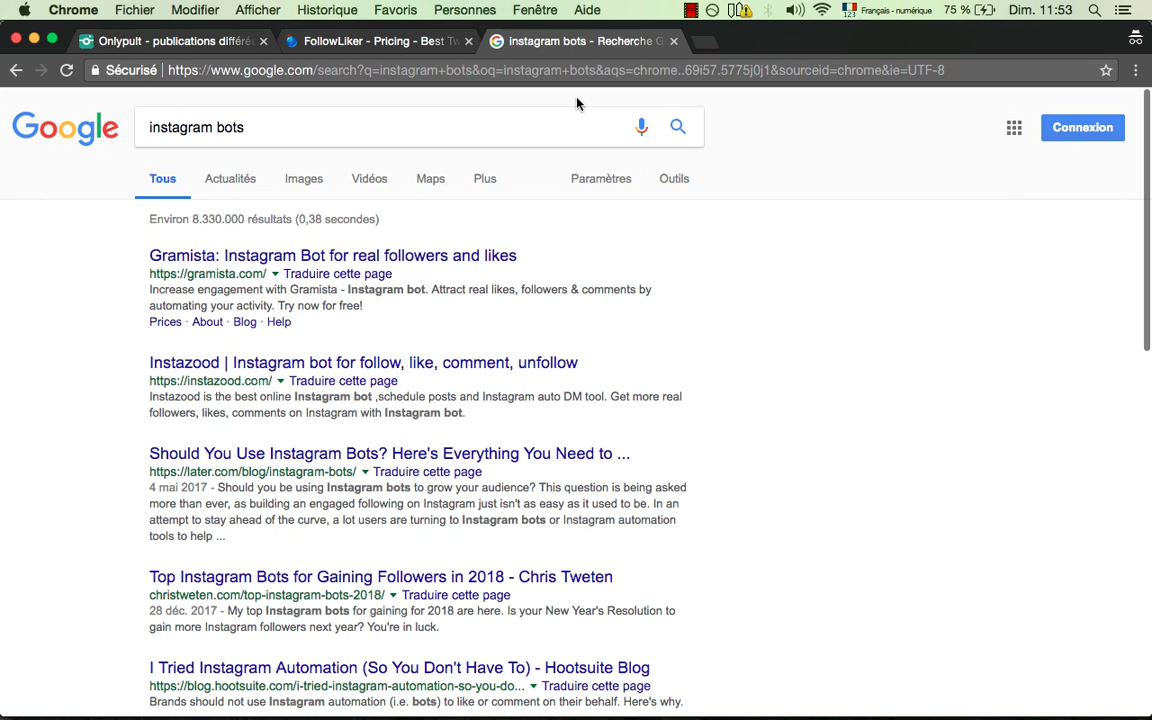 Chrome Fichier Modifier Afficher Historique Favoris Personnes Fenêtre Aide 123 Français - numérique 75 % Dim. 11:53
Onlypult - publications différé FollowLiker - Pricing - Best Tw instagram bots - Recherche G
Sécurisé https://www.google.com/search?q=instagram+bots&oq=instagram+bots&aqs=chrome..69i57.5775j0j1&sourceid=chrome&ie=UTF-8
Google instagram bots Connexion
Tous Actualités Images Vidéos Maps Plus Paramètres Outils
Environ 8.330.000 résultats (0,38 secondes)
Gramista: Instagram Bot for real followers and likes
https://gramista.com/ Traduire cette page
Increase engagement with Gramista - Instagram bot. Attract real likes, followers & comments by
automating your activity. Try now for free!
Prices · About · Blog · Help
Instazood | Instagram bot for follow, like, comment, unfollow
https://instazood.com/ Traduire cette page
Instazood is the best online Instagram bot ,schedule posts and Instagram auto DM tool. Get more real
followers, likes, comments on Instagram with Instagram bot.
Should You Use Instagram Bots? Here's Everything You Need to ...
https://later.com/blog/instagram-bots/ Traduire cette page
4 mai 2017 - Should you be using Instagram bots to grow your audience? This question is being asked
more than ever, as building an engaged following on Instagram just isn't as easy as it used to be. In an
attempt to stay ahead of the curve, a lot users are turning to Instagram bots or Instagram automation
tools to help ...
Top Instagram Bots for Gaining Followers in 2018 - Chris Tweten
christweten.com/top-instagram-bots-2018/ Traduire cette page
28 déc. 2017 - My top Instagram bots for gaining for 2018 are here. Is your New Year's Resolution to
gain more Instagram followers next year? You're in luck.
I Tried Instagram Automation (So You Don't Have To) - Hootsuite Blog
https://blog.hootsuite.com/i-tried-instagram-automation-so-you-do... Traduire cette page
Brands should not use Instagram automation (i.e. bots) to like or comment on their behalf. Here's why.